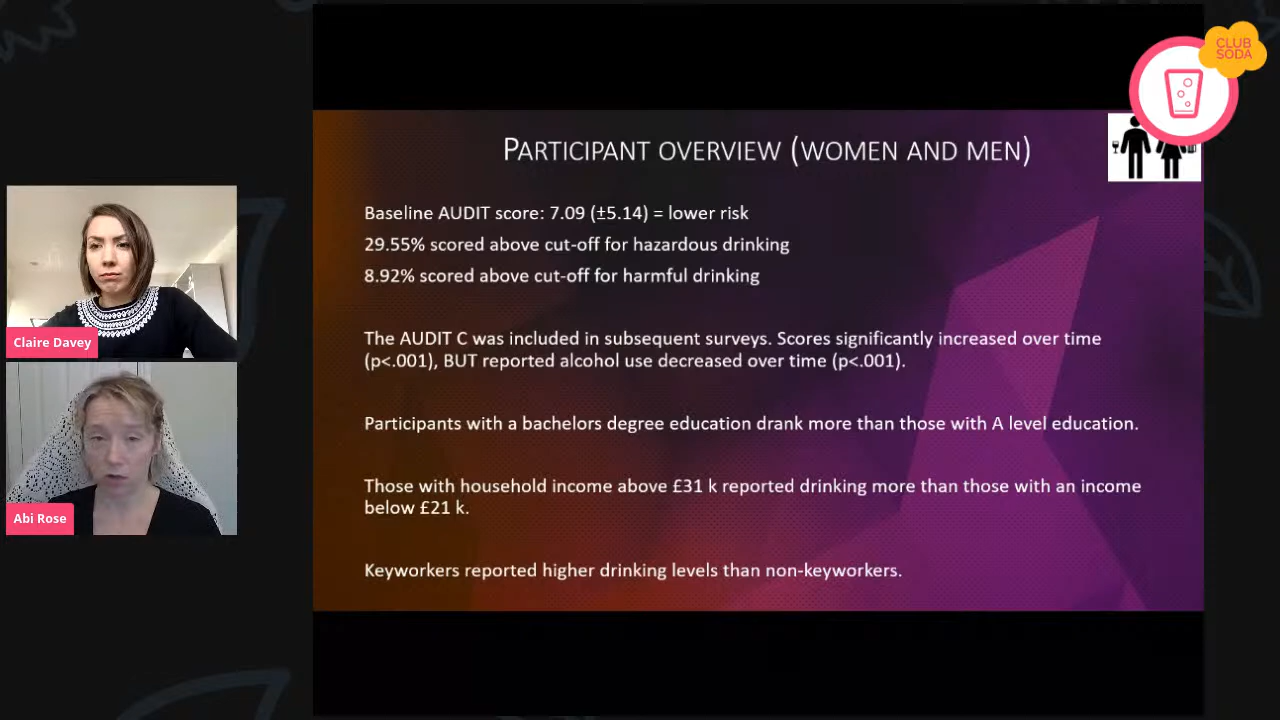 CLUB
SODA
PARTICIPANT OVERVIEW (WOMEN AND MEN)
Baseline AUDIT score: 7.09 (±5.14) = lower risk
29.55% scored above cut-off for hazardous drinking
8.92% scored above cut-off for harmful drinking
The AUDIT C was included in subsequent surveys. Scores significantly increased over time
(p<.001), BUT reported alcohol use decreased over time (p<.001).
Participants with a bachelors degree education drank more than those with A level education.
Those with household income above £31 k reported drinking more than those with an income
below £21 k.
Keyworkers reported higher drinking levels than non-keyworkers.
Claire Davey
Abi Rose